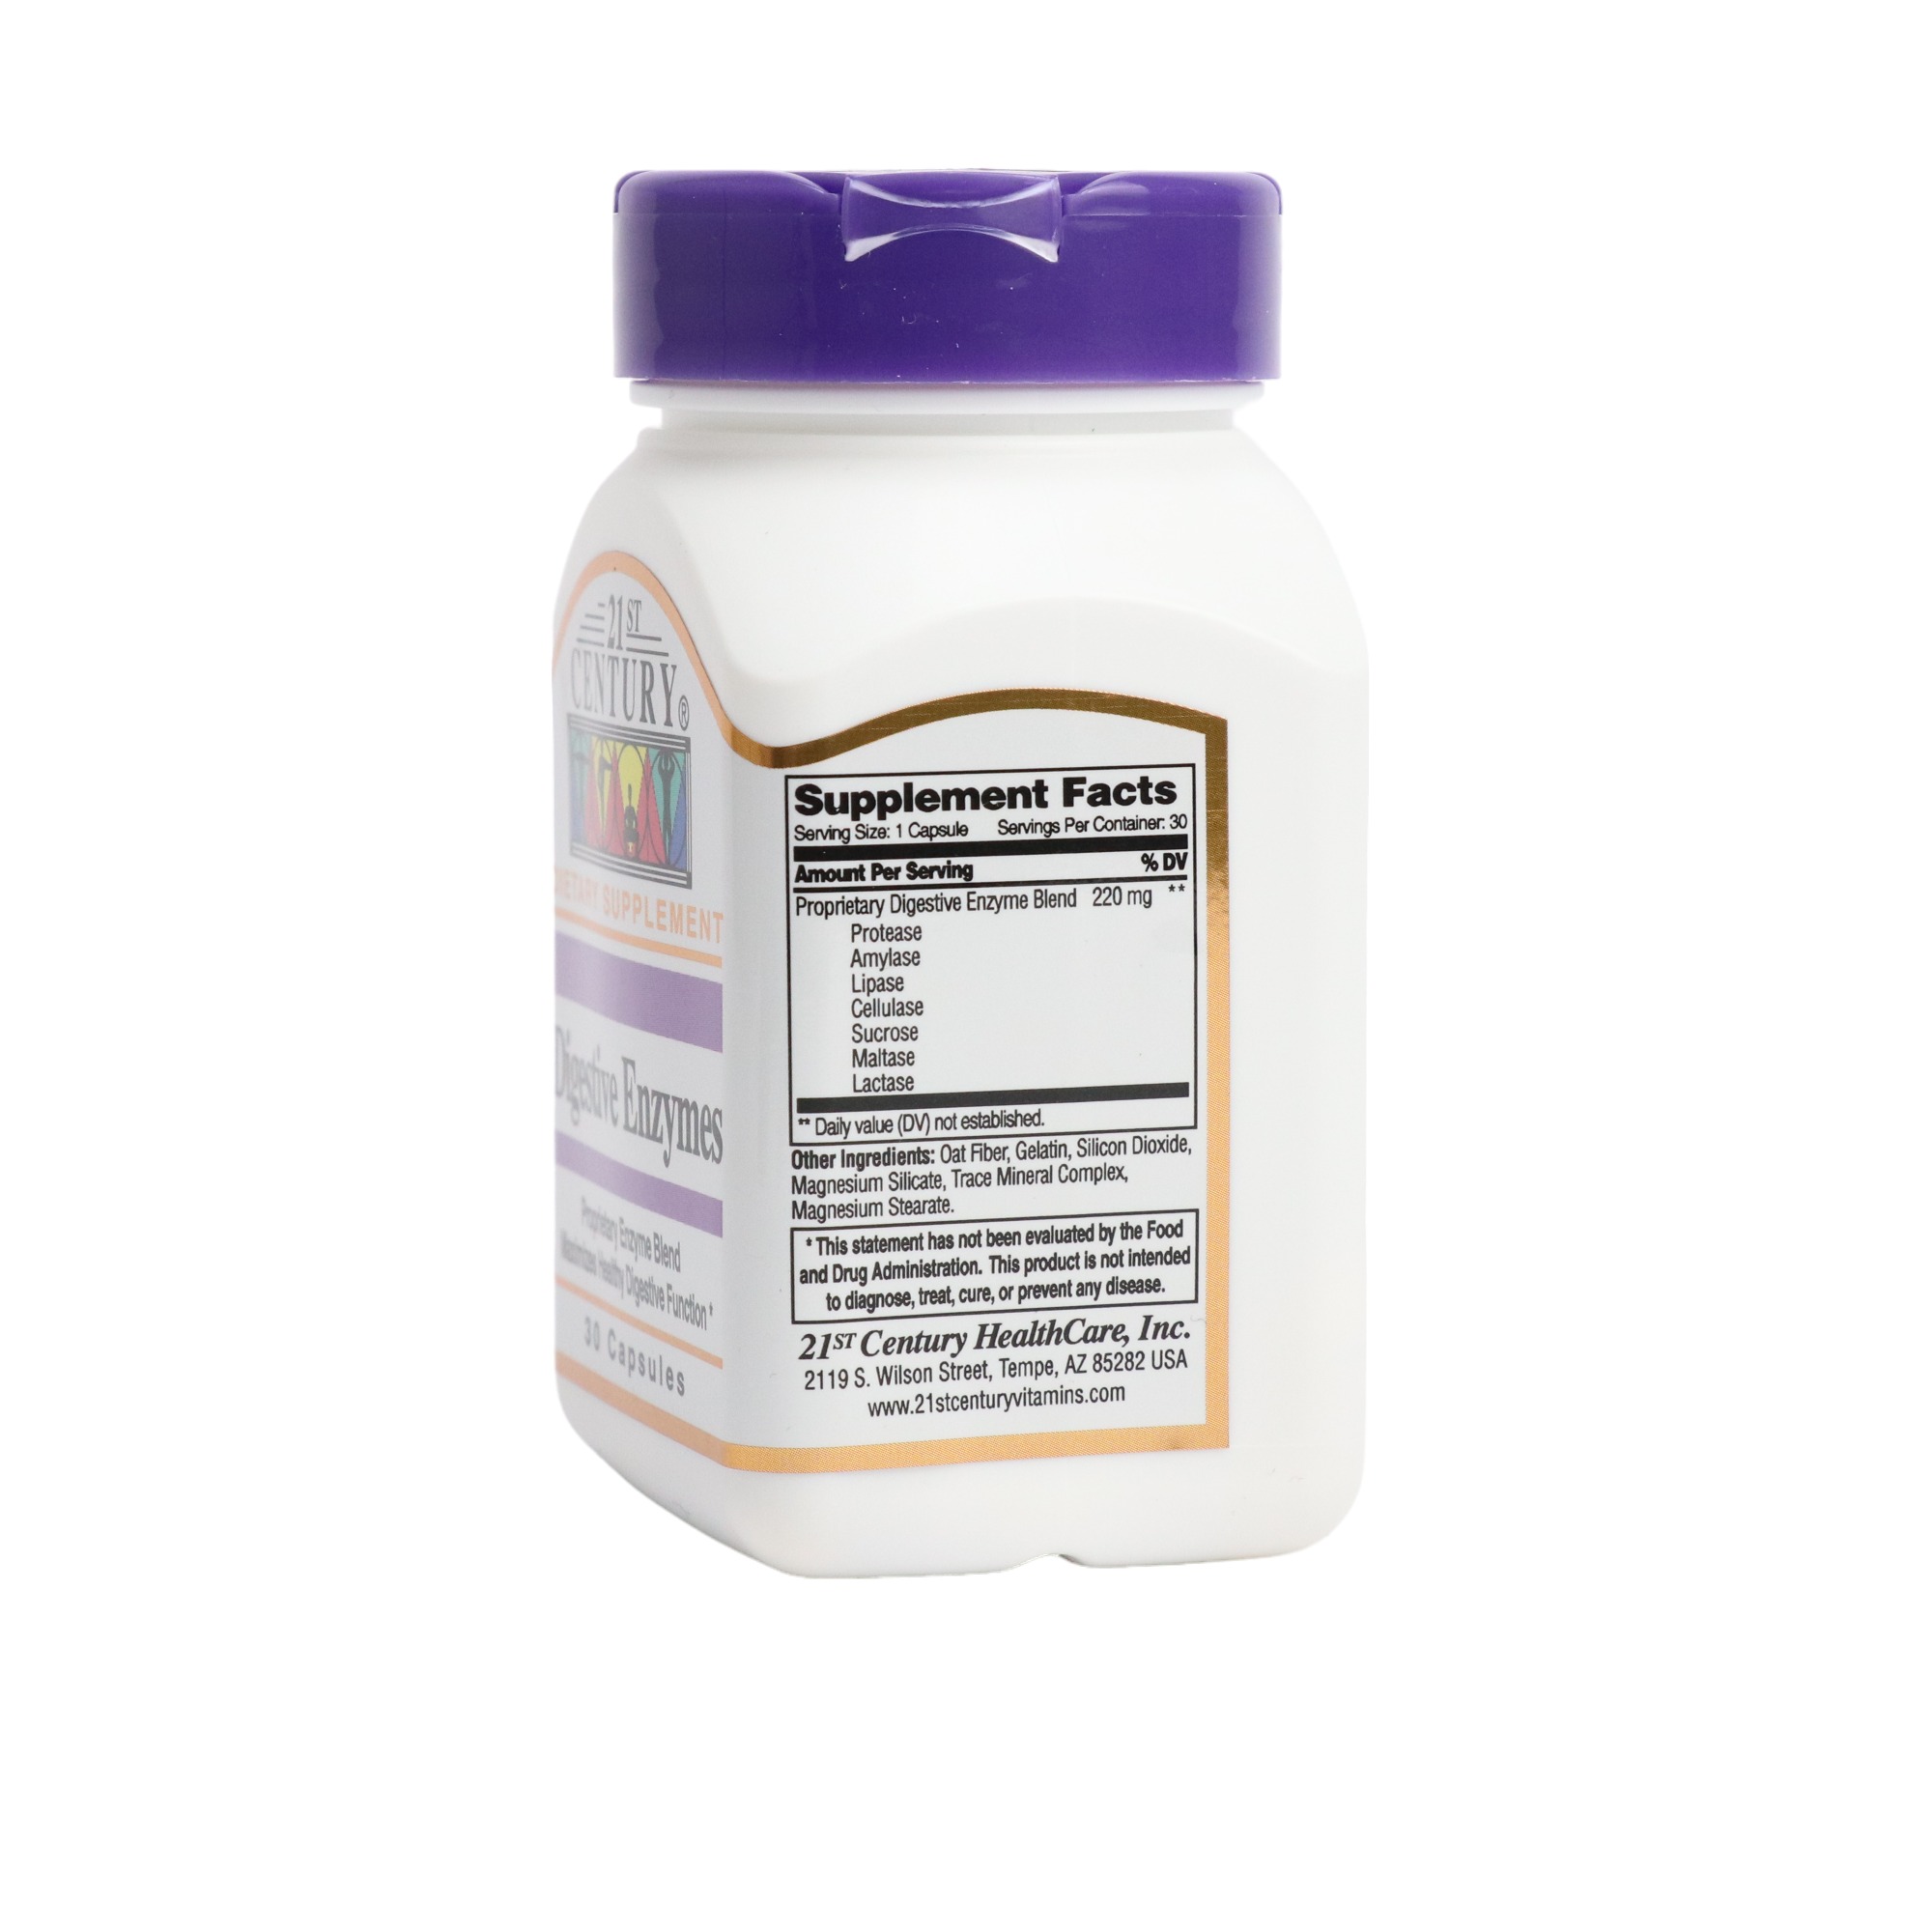 21ST
CENTURY®
DIETARY SUPPLEMENT
Digestive Enzymes
Proprietary Enzyme Blend
Maximizes Healthy Digestive Function*
30 Capsules
Supplement Facts
Serving Size: 1 Capsule Servings Per Container: 30
Amount Per Serving % DV
Proprietary Digestive Enzyme Blend 220 mg **
Protease
Amylase
Lipase
Cellulase
Sucrose
Maltase
Lactase
** Daily value (DV) not established.
Other Ingredients: Oat Fiber, Gelatin, Silicon Dioxide,
Magnesium Silicate, Trace Mineral Complex,
Magnesium Stearate.
* This statement has not been evaluated by the Food
and Drug Administration. This product is not intended
to diagnose, treat, cure, or prevent any disease.
21ST Century HealthCare, Inc.
2119 S. Wilson Street, Tempe, AZ 85282 USA
www.21stcenturyvitamins.com